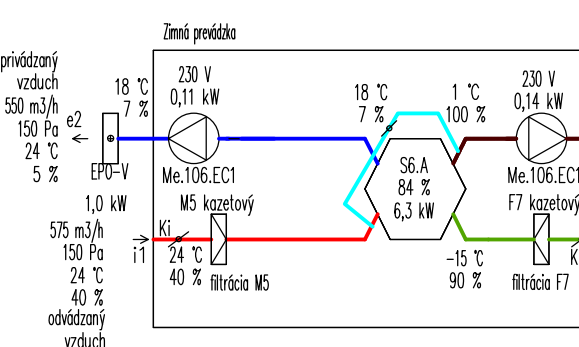 Zimná prevádzka
privádzaný
vzduch
550 m3/h
150 Pa
24 °C
5 %
e2
18 °C
7 %
EPO-V
1,0 kW
230 V
0,11 kW
Me.106.EC1
M5 kazetový
18 °C
7 %
1 °C
100 %
S6.A
84 %
6,3 kW
230 V
0,14 kW
Me.106.EC1
F7 kazetový
575 m3/h
150 Pa
24 °C
40 %
odvádzaný
vzduch
i1
Ki
24 °C
40 %
filtrácia M5
-15 °C
90 %
filtrácia F7
K